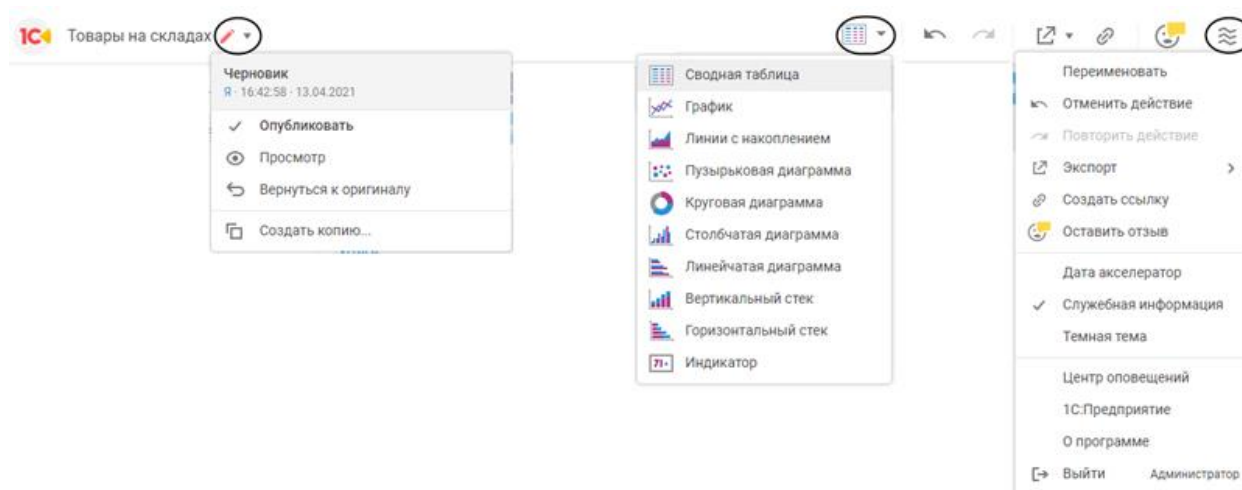 1С Товары на складах
Черновик
Я · 16:42:58 · 13.04.2021
Опубликовать
Просмотр
Вернуться к оригиналу
Создать копию...
Сводная таблица
График
Линии с накоплением
Пузырьковая диаграмма
Круговая диаграмма
Столбчатая диаграмма
Линейчатая диаграмма
Вертикальный стек
Горизонтальный стек
Индикатор
Переименовать
Отменить действие
Повторить действие
Экспорт
Создать ссылку
Оставить отзыв
Дата акселератор
Служебная информация
Темная тема
Центр оповещений
1С:Предприятие
О программе
Выйти Администратор